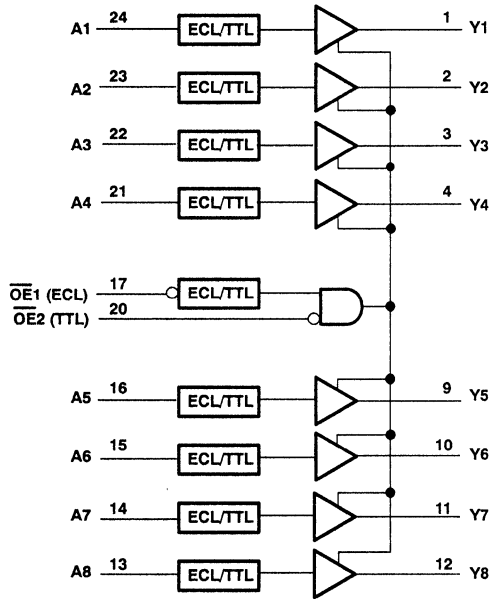 A1 24 ECL/TTL 1 Y1
A2 23 ECL/TTL 2 Y2
A3 22 ECL/TTL 3 Y3
A4 21 ECL/TTL 4 Y4
O̅E̅1 (ECL) 17 ECL/TTL
O̅E̅2 (TTL) 20
A5 16 ECL/TTL 9 Y5
A6 15 ECL/TTL 10 Y6
A7 14 ECL/TTL 11 Y7
A8 13 ECL/TTL 12 Y8